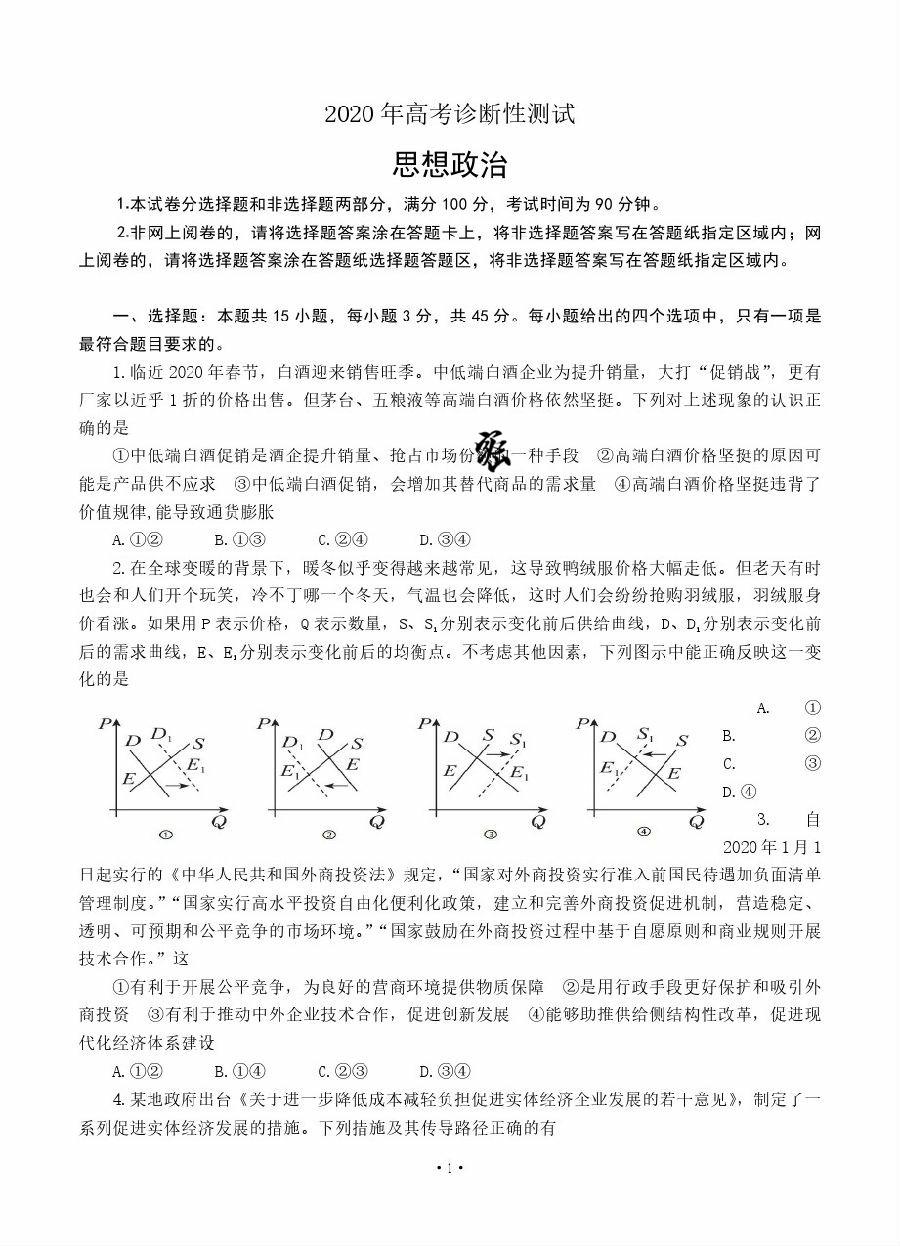 2020 年高考诊断性测试
思想政治
1.本试卷分选择题和非选择题两部分，满分 100 分，考试时间为 90 分钟。
2.非网上阅卷的，请将选择题答案涂在答题卡上，将非选择题答案写在答题纸指定区域内；网
上阅卷的，请将选择题答案涂在答题纸选择题答题区，将非选择题答案写在答题纸指定区域内。
一、选择题：本题共 15 小题，每小题 3 分，共 45 分。每小题给出的四个选项中，只有一项是
最符合题目要求的。
1.临近 2020 年春节，白酒迎来销售旺季。中低端白酒企业为提升销量，大打“促销战”，更有
厂家以近乎 1 折的价格出售。但茅台、五粮液等高端白酒价格依然坚挺。下列对上述现象的认识正
确的是
①中低端白酒促销是酒企提升销量、抢占市场份 一种手段 ②高端白酒价格坚挺的原因可
能是产品供不应求 ③中低端白酒促销，会增加其替代商品的需求量 ④高端白酒价格坚挺违背了
价值规律,能导致通货膨胀
A.①② B.①③ C.②④ D.③④
2.在全球变暖的背景下，暖冬似乎变得越来越常见，这导致鸭绒服价格大幅走低。但老天有时
也会和人们开个玩笑，冷不丁哪一个冬天，气温也会降低，这时人们会纷纷抢购羽绒服，羽绒服身
价看涨。如果用 P 表示价格，Q 表示数量，S、S₁分别表示变化前后供给曲线，D、D₁分别表示变化前
后的需求曲线，E、E₁分别表示变化前后的均衡点。不考虑其他因素，下列图示中能正确反映这一变
化的是
P D D₁ S E E₁ Q ①
P D₁ D S E₁ E Q ②
P D S S₁ E E₁ Q ③
P D S₁ S E₁ E Q ④
A. ①
B. ②
C. ③
D.④
3. 自
2020 年 1 月 1
日起实行的《中华人民共和国外商投资法》规定，“国家对外商投资实行准入前国民待遇加负面清单
管理制度。”“国家实行高水平投资自由化便利化政策，建立和完善外商投资促进机制，营造稳定、
透明、可预期和公平竞争的市场环境。”“国家鼓励在外商投资过程中基于自愿原则和商业规则开展
技术合作。”这
①有利于开展公平竞争，为良好的营商环境提供物质保障 ②是用行政手段更好保护和吸引外
商投资 ③有利于推动中外企业技术合作，促进创新发展 ④能够助推供给侧结构性改革，促进现
代化经济体系建设
A.①② B.①④ C.②③ D.③④
4.某地政府出台《关于进一步降低成本减轻负担促进实体经济企业发展的若干意见》，制定了一
系列促进实体经济发展的措施。下列措施及其传导路径正确的有
·1·